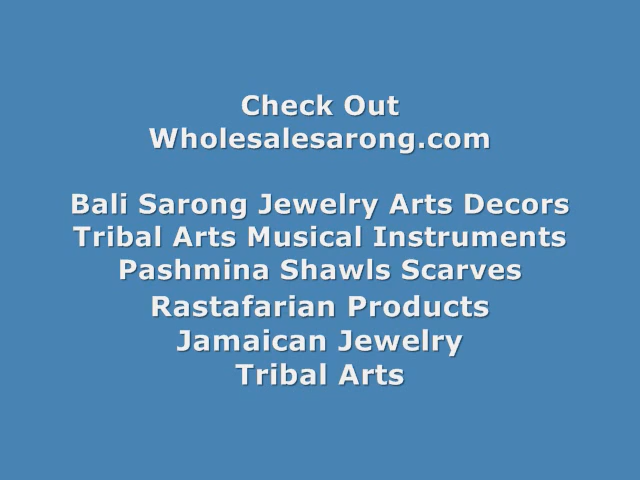 Check Out
Wholesalesarong.com
Bali Sarong Jewelry Arts Decors
Tribal Arts Musical Instruments
Pashmina Shawls Scarves
Rastafarian Products
Jamaican Jewelry
Tribal Arts